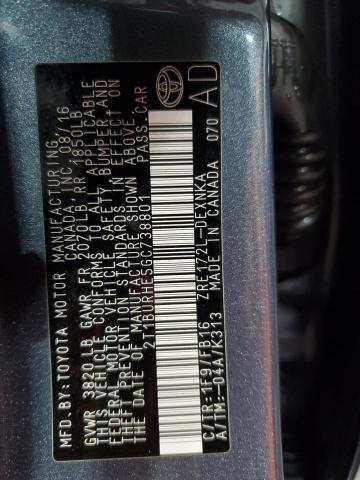 MFD. BY: TOYOTA MOTOR MANUFACTURING,
CANADA, INC. 08/16
GVWR 3820 LB GAWR FR 2070LB RR 1850LB
THIS VEHICLE CONFORMS TO ALL APPLICABLE
FEDERAL MOTOR VEHICLE SAFETY, BUMPER AND
THEFT PREVENTION STANDARDS IN EFFECT ON
THE DATE OF MANUFACTURE SHOWN ABOVE.
2T1BURHE5GC738801 PASS. CAR
C/TR: 1F9/FB16 ZRE172L-DEXNKA
A/TM: -04A/K313 MADE IN CANADA 070
AD